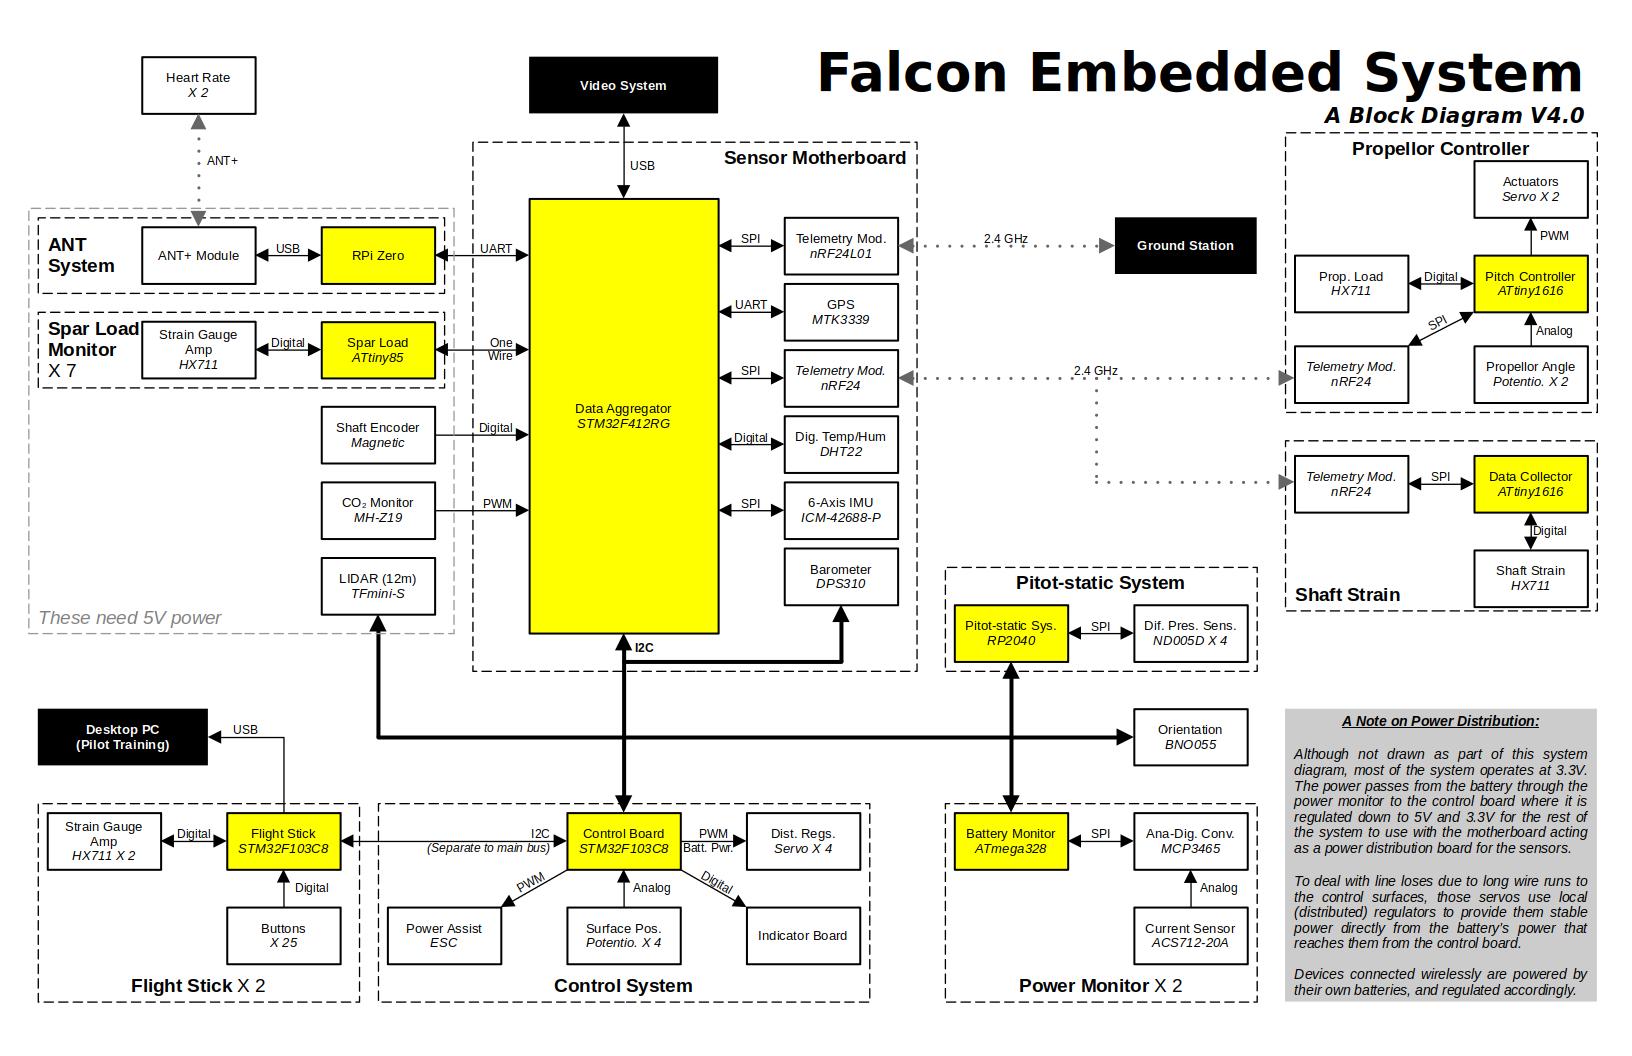 Falcon Embedded System
A Block Diagram V4.0
Heart Rate
X 2
ANT+
Video System
USB
Sensor Motherboard
ANT
System
ANT+ Module
USB
RPi Zero
UART
Spar Load
Monitor
X 7
Strain Gauge
Amp
HX711
Digital
Spar Load
ATtiny85
One
Wire
Shaft Encoder
Magnetic
Digital
CO₂ Monitor
MH-Z19
PWM
LIDAR (12m)
TFmini-S
These need 5V power
Data Aggregator
STM32F412RG
SPI
Telemetry Mod.
nRF24L01
2.4 GHz
Ground Station
UART
GPS
MTK3339
SPI
Telemetry Mod.
nRF24
2.4 GHz
Digital
Dig. Temp/Hum
DHT22
SPI
6-Axis IMU
ICM-42688-P
Barometer
DPS310
I2C
Propellor Controller
Actuators
Servo X 2
PWM
Prop. Load
HX711
Digital
Pitch Controller
ATtiny1616
SPI
Analog
Telemetry Mod.
nRF24
Propellor Angle
Potentio. X 2
Telemetry Mod.
nRF24
SPI
Data Collector
ATtiny1616
Digital
Shaft Strain
HX711
Shaft Strain
Pitot-static System
Pitot-static Sys.
RP2040
SPI
Dif. Pres. Sens.
ND005D X 4
Orientation
BNO055
Desktop PC
(Pilot Training)
USB
Strain Gauge
Amp
HX711 X 2
Digital
Flight Stick
STM32F103C8
Digital
Buttons
X 25
Flight Stick X 2
I2C
(Separate to main bus)
Control Board
STM32F103C8
PWM
Batt. Pwr.
Dist. Regs.
Servo X 4
PWM
Analog
Digital
Power Assist
ESC
Surface Pos.
Potentio. X 4
Indicator Board
Control System
Battery Monitor
ATmega328
SPI
Ana-Dig. Conv.
MCP3465
Analog
Current Sensor
ACS712-20A
Power Monitor X 2
A Note on Power Distribution:
Although not drawn as part of this system
diagram, most of the system operates at 3.3V.
The power passes from the battery through the
power monitor to the control board where it is
regulated down to 5V and 3.3V for the rest of
the system to use with the motherboard acting
as a power distribution board for the sensors.
To deal with line loses due to long wire runs to
the control surfaces, those servos use local
(distributed) regulators to provide them stable
power directly from the battery's power that
reaches them from the control board.
Devices connected wirelessly are powered by
their own batteries, and regulated accordingly.